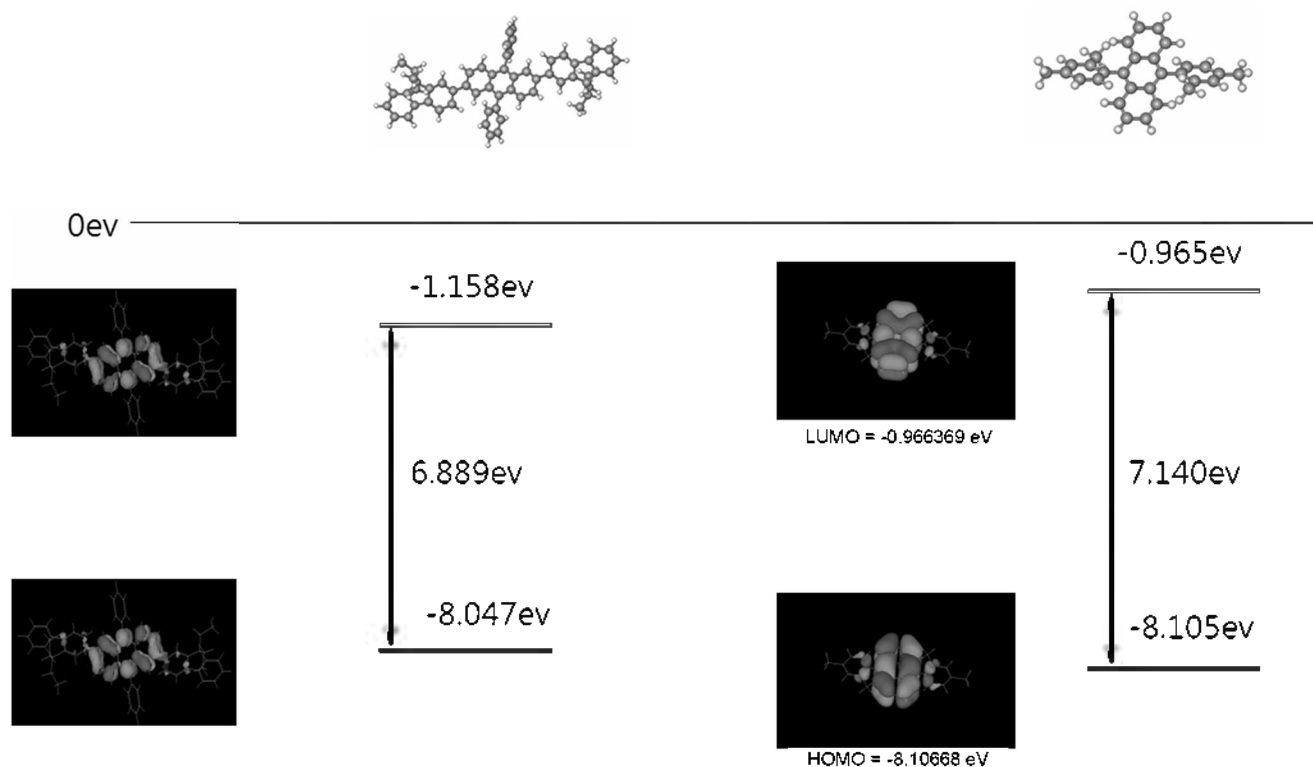 0ev
-1.158ev
6.889ev
-8.047ev
LUMO = -0.966369 eV
HOMO = -8.10668 eV
-0.965ev
7.140ev
-8.105ev